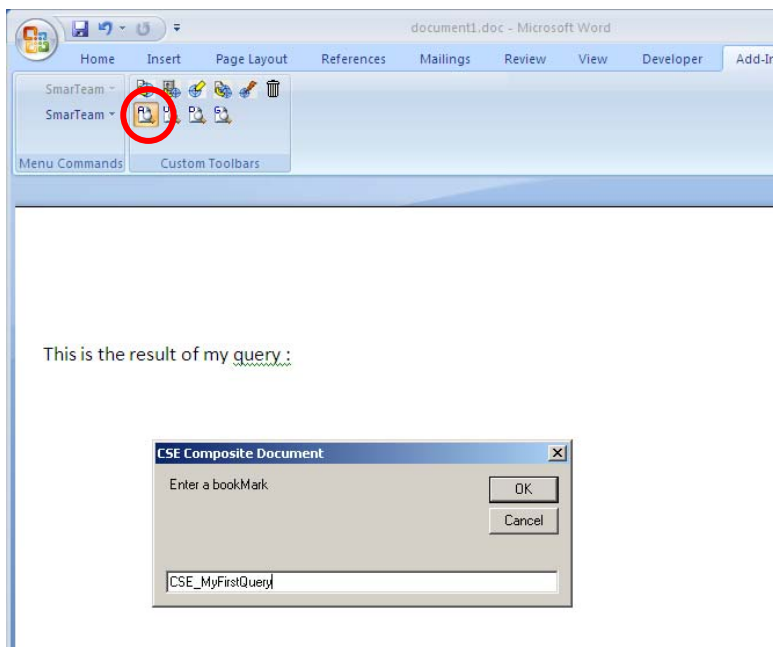 document1.doc - Microsoft Word
Home Insert Page Layout References Mailings Review View Developer Add-In
SmarTeam
SmarTeam
Menu Commands Custom Toolbars
This is the result of my query :
CSE Composite Document
Enter a bookMark
OK
Cancel
CSE_MyFirstQuery